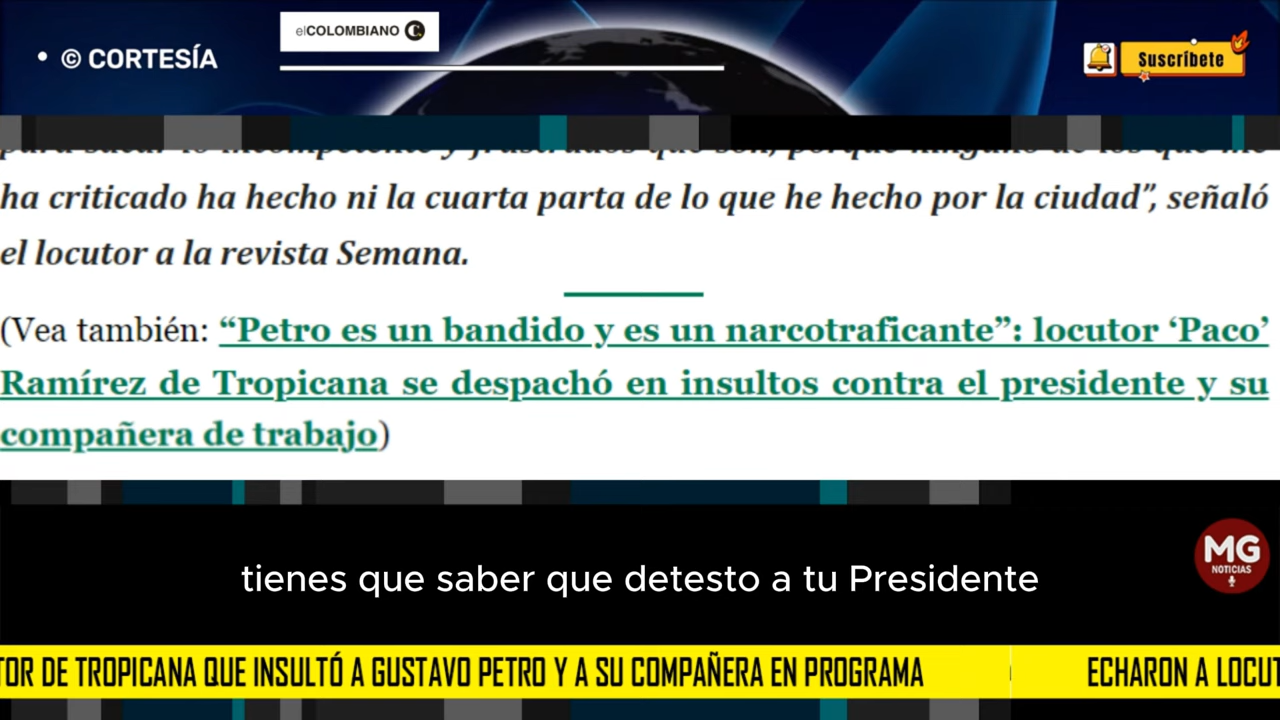 elCOLOMBIANO C
• © CORTESÍA
Suscríbete
ha criticado ha hecho ni la cuarta parta de lo que he hecho por la ciudad”, señaló
el locutor a la revista Semana.
(Vea también: “Petro es un bandido y es un narcotraficante”: locutor ‘Paco’
Ramírez de Tropicana se despachó en insultos contra el presidente y su
compañera de trabajo)
MG
NOTICIAS
tienes que saber que detesto a tu Presidente
TOR DE TROPICANA QUE INSULTÓ A GUSTAVO PETRO Y A SU COMPAÑERA EN PROGRAMA
ECHARON A LOCUT